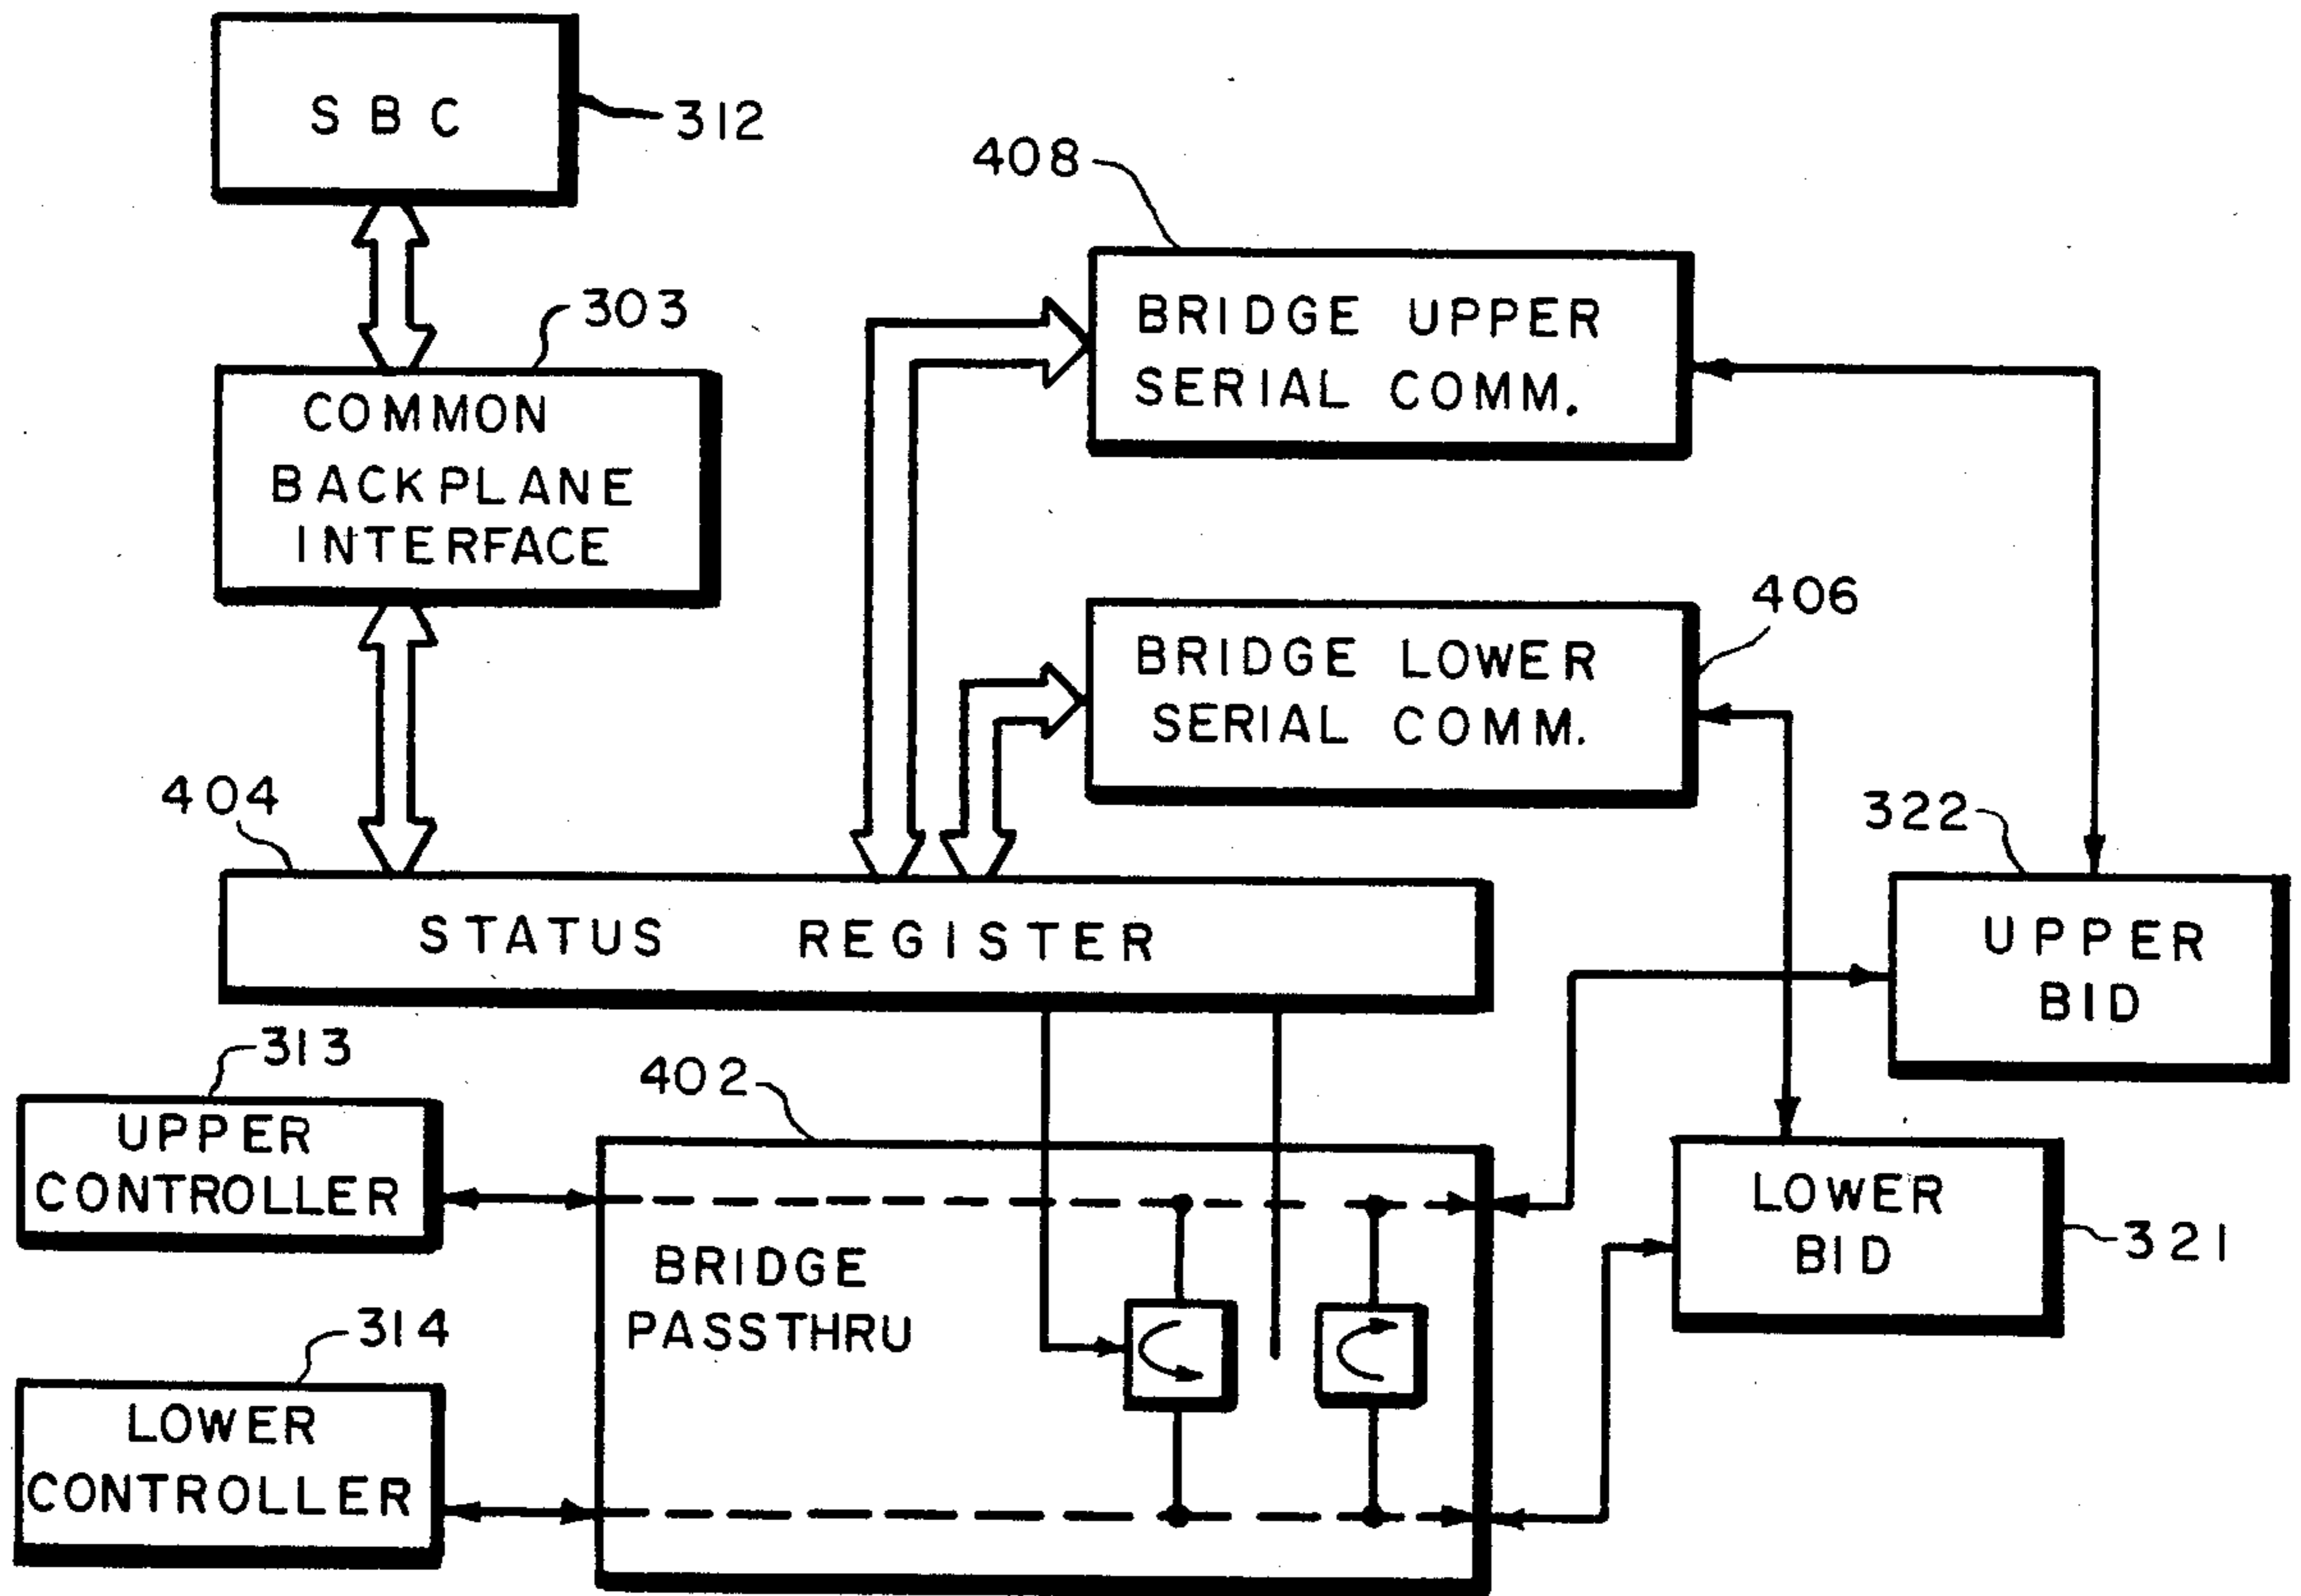 SBC
312
408
303
BRIDGE UPPER
SERIAL COMM.
COMMON
BACKPLANE
INTERFACE
406
BRIDGE LOWER
SERIAL COMM.
404
322
STATUS REGISTER
UPPER
BID
313
402
UPPER
CONTROLLER
LOWER
BID
321
BRIDGE
PASSTHRU
314
LOWER
CONTROLLER